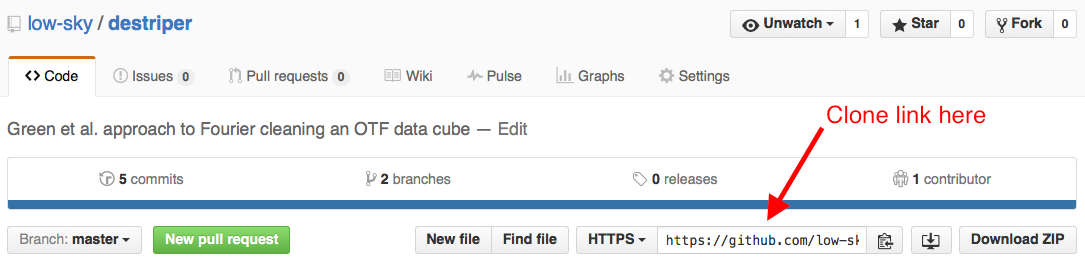 low-sky / destriper
Unwatch 1 Star 0 Fork 0
Code Issues 0 Pull requests 0 Wiki Pulse Graphs Settings
Clone link here
Green et al. approach to Fourier cleaning an OTF data cube — Edit
5 commits 2 branches 0 releases 1 contributor
Branch: master New pull request New file Find file HTTPS https://github.com/low-sk Download ZIP